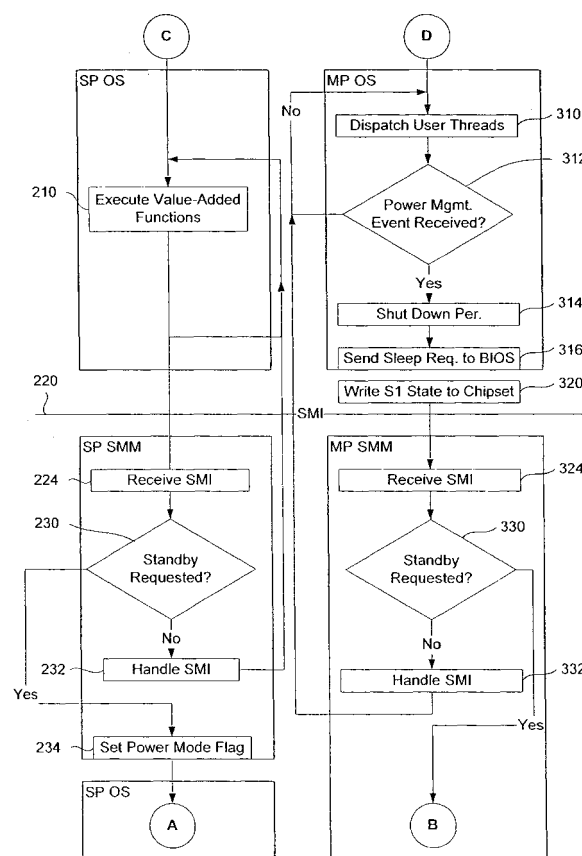 C
D
SP OS
MP OS
No
Dispatch User Threads
310
312
210
Execute Value-Added
Functions
Power Mgmt.
Event Received?
Yes
Shut Down Per.
314
Send Sleep Req. to BIOS
316
Write S1 State to Chipset
320
220
SMI
SP SMM
MP SMM
224
Receive SMI
Receive SMI
324
230
330
Standby
Requested?
Standby
Requested?
No
No
232
Handle SMI
Handle SMI
332
Yes
Yes
234
Set Power Mode Flag
SP OS
A
B